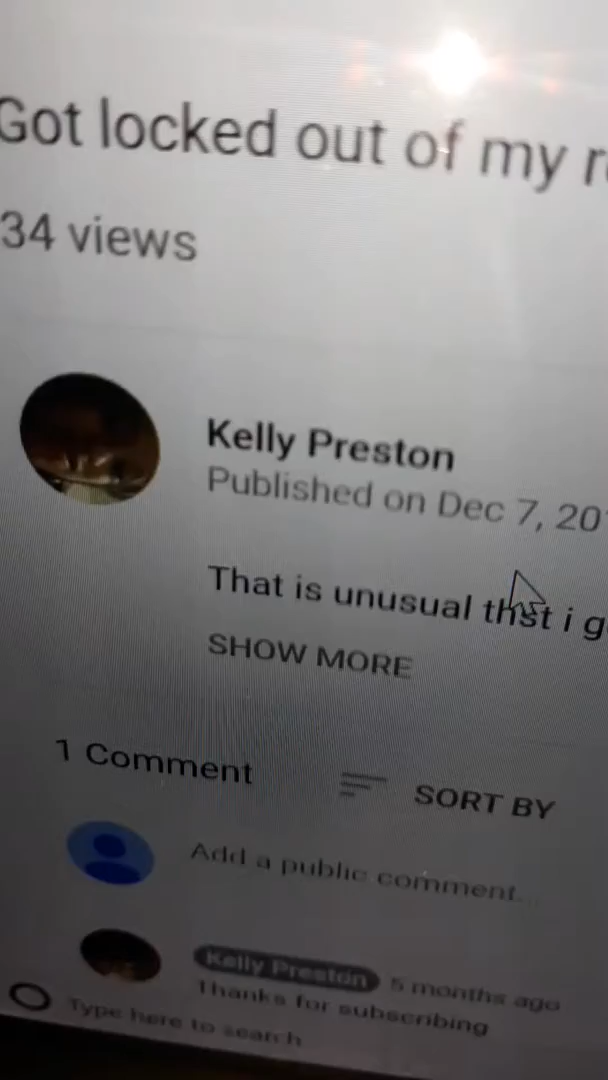 Got locked out of my r
34 views
Kelly Preston
Published on Dec 7, 20
That is unusual thst i g
SHOW MORE
1 Comment
SORT BY
Add a public comment...
Kelly Preston 5 months ago
Thanks for subscribing
Type here to search